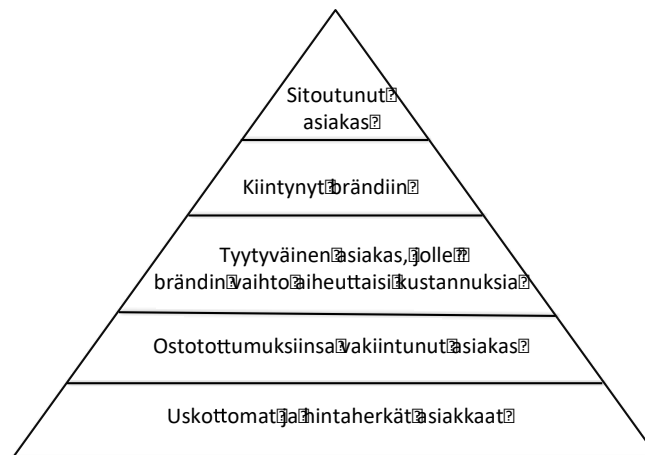 Sitoutunut
asiakas
Kiintynyt brändiin
Tyytyväinen asiakas, jolle
brändin vaihto aiheuttaisi kustannuksia
Ostotottumuksiinsa vakiintunut asiakas
Uskottomat ja hintaherkät asiakkaat